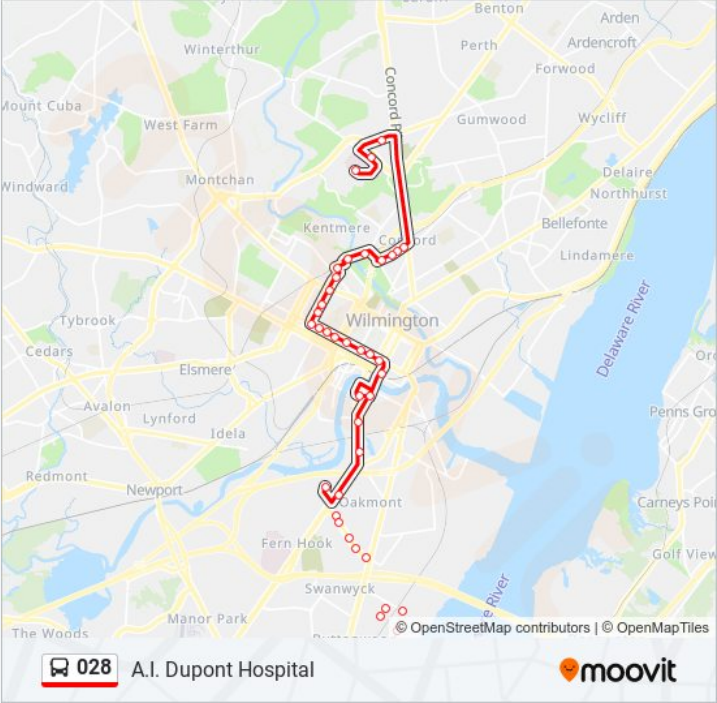 Benton
Arden
Winterthur
Perth
Ardencroft
Forwood
Concord
Mount Cuba
West Farm
Gumwood
Wycliff
Windward
Montchan
Delaire
Northhurst
Kentmere
Concord
Bellefonte
Lindamere
Tybrook
Wilmington
Delaware River
Cedars
Elsmere
Avalon
Lynford
Idela
Penns Gro
Redmont
Newport
Oakmont
Carneys Poi
Fern Hook
Golf View
Swanwyck
e River
Manor Park
The Woods
© OpenStreetMap contributors | © OpenMapTiles
028 A.I. Dupont Hospital
moovit